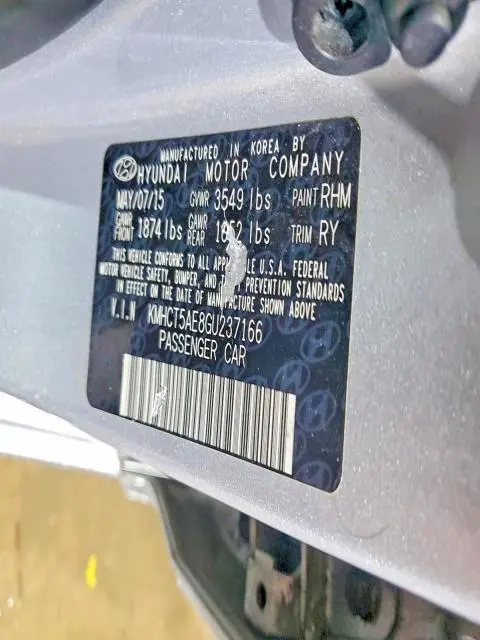 MANUFACTURED IN KOREA BY
HYUNDAI MOTOR COMPANY
MAY/07/15 GVWR 3549 lbs PAINT RHM
GAWR FRONT 1874 lbs GAWR REAR lbs TRIM RY
THIS VEHICLE CONFORMS TO APPLICABLE U.S.A. FEDERAL
MOTOR VEHICLE SAFETY, BUMPER, AND THEFT PREVENTION STANDARDS
IN EFFECT ON THE DATE OF MANUFACTURE SHOWN ABOVE
V.I.N KMHCT5AE8GU237166
PASSENGER CAR